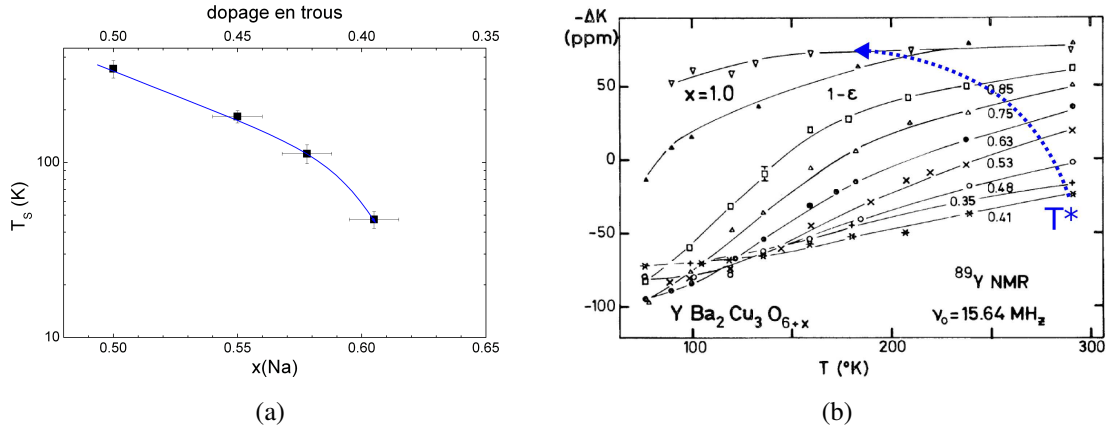 dopage en trous
0.50 0.45 0.40 0.35
100
10
T_S (K)
0.50 0.55 0.60 0.65
x(Na)
(a)
-ΔK
(ppm)
50
0
-50
-100
x=1.0
1-ε
0.85
0.75
0.63
0.53
0.48
0.35
0.41
T*
89Y NMR
Y Ba2 Cu3 O6+x
ν0=15.64 MHz
100 200 300
T (°K)
(b)